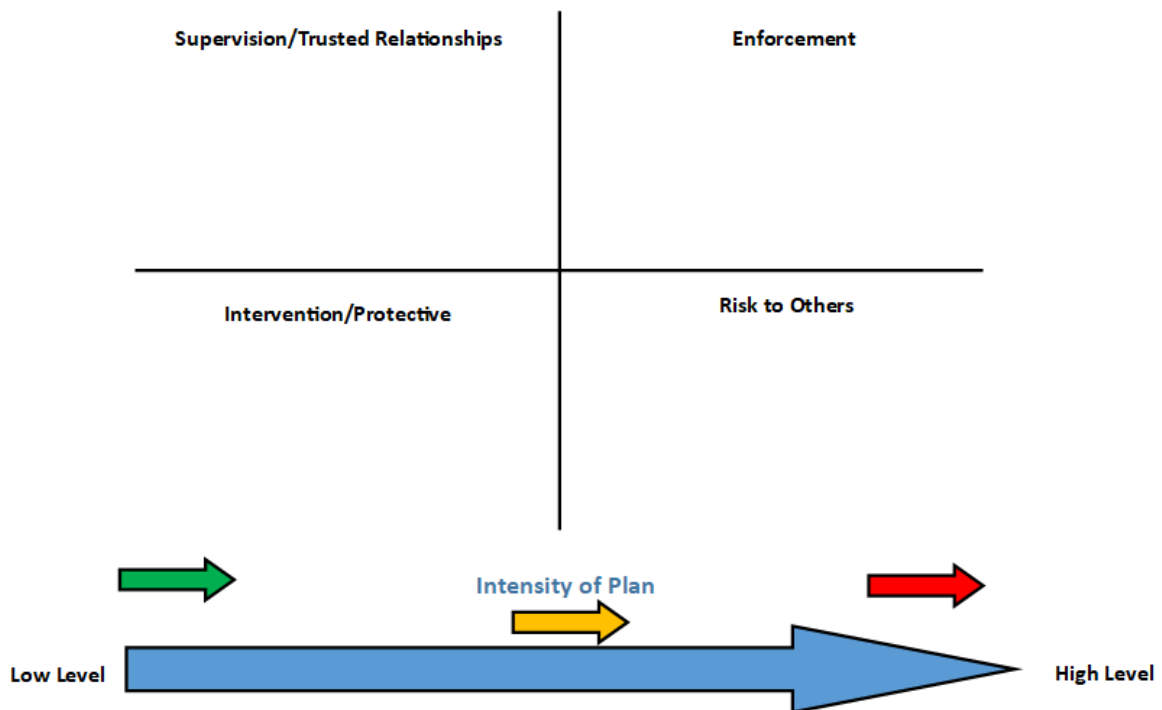 Supervision/Trusted Relationships
Enforcement
Intervention/Protective
Risk to Others
Intensity of Plan
Low Level
High Level